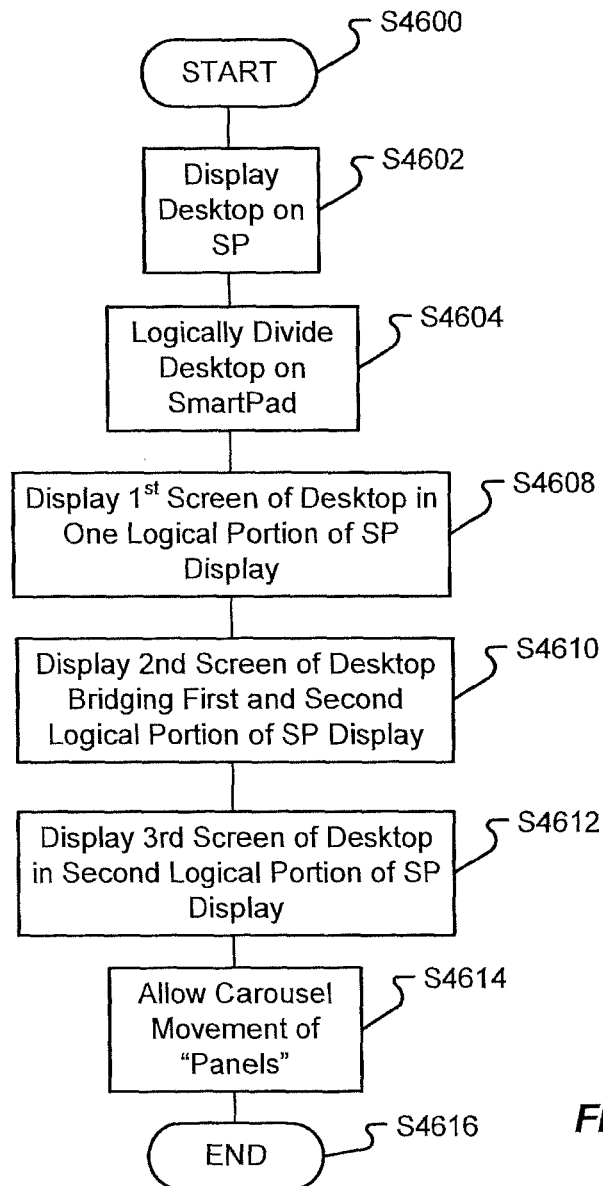 S4600
START
S4602
Display
Desktop on
SP
S4604
Logically Divide
Desktop on
SmartPad
S4608
Display 1st Screen of Desktop in
One Logical Portion of SP
Display
S4610
Display 2nd Screen of Desktop
Bridging First and Second
Logical Portion of SP Display
S4612
Display 3rd Screen of Desktop
in Second Logical Portion of SP
Display
S4614
Allow Carousel
Movement of
“Panels”
S4616
END